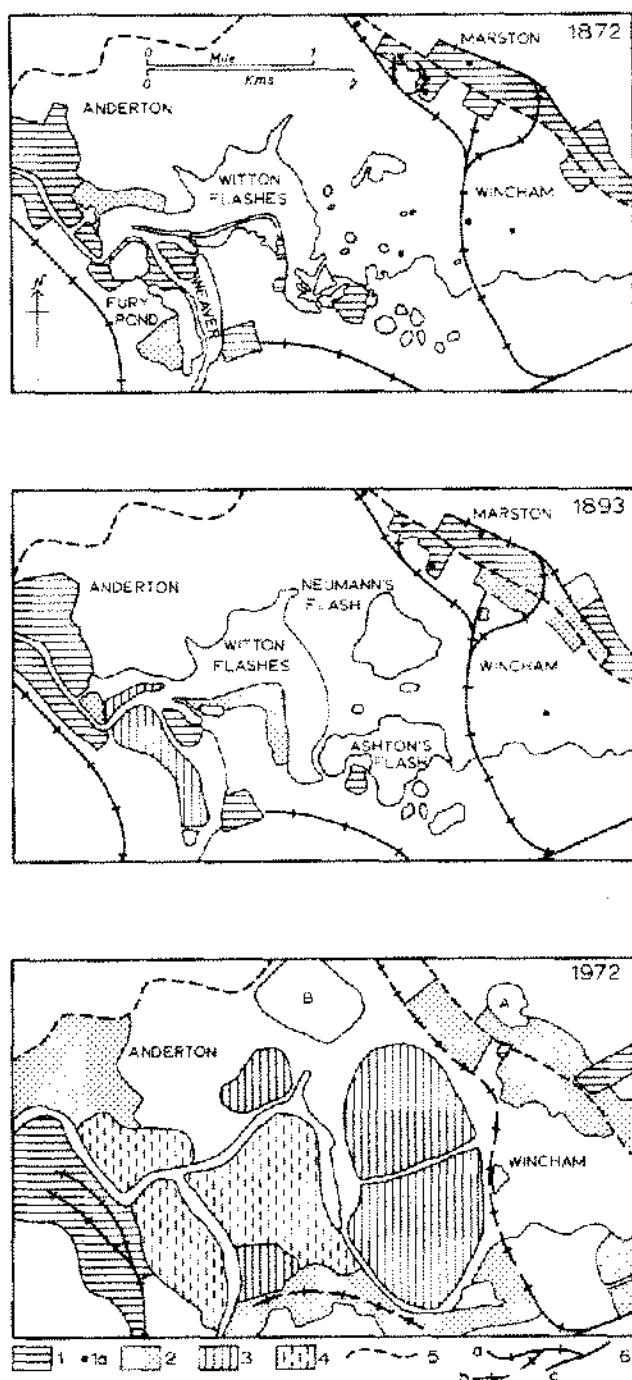 1872
MARSTON
0 1
Mile
0 2
Kms
ANDERTON
WITTON
FLASHES
WINCHAM
N
FURY
POND
WEAVER
1893
MARSTON
ANDERTON
NEUMANN'S
FLASH
WITTON
FLASHES
WINCHAM
ASHTON'S
FLASH
1972
B
A
ANDERTON
WINCHAM
1 1a 2 3 4 5 a b c 6